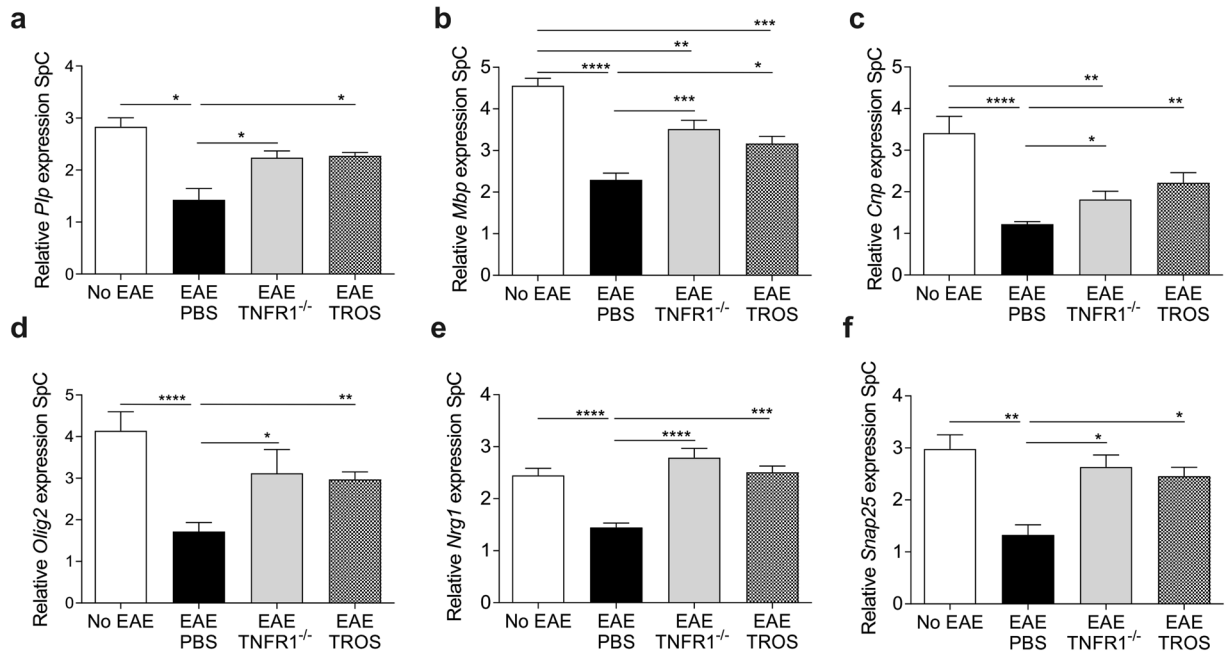 a
Relative Plp expression SpC
4
3
2
1
0
*
*
*
No EAE
EAE PBS
EAE TNFR1-/-
EAE TROS
b
Relative Mbp expression SpC
5
4
3
2
1
0
***
**
****
*
***
No EAE
EAE PBS
EAE TNFR1-/-
EAE TROS
c
Relative Cnp expression SpC
5
4
3
2
1
0
**
****
**
*
No EAE
EAE PBS
EAE TNFR1-/-
EAE TROS
d
Relative Olig2 expression SpC
5
4
3
2
1
0
****
**
*
No EAE
EAE PBS
EAE TNFR1-/-
EAE TROS
e
Relative Nrg1 expression SpC
4
3
2
1
0
****
***
****
No EAE
EAE PBS
EAE TNFR1-/-
EAE TROS
f
Relative Snap25 expression SpC
4
3
2
1
0
**
*
*
No EAE
EAE PBS
EAE TNFR1-/-
EAE TROS